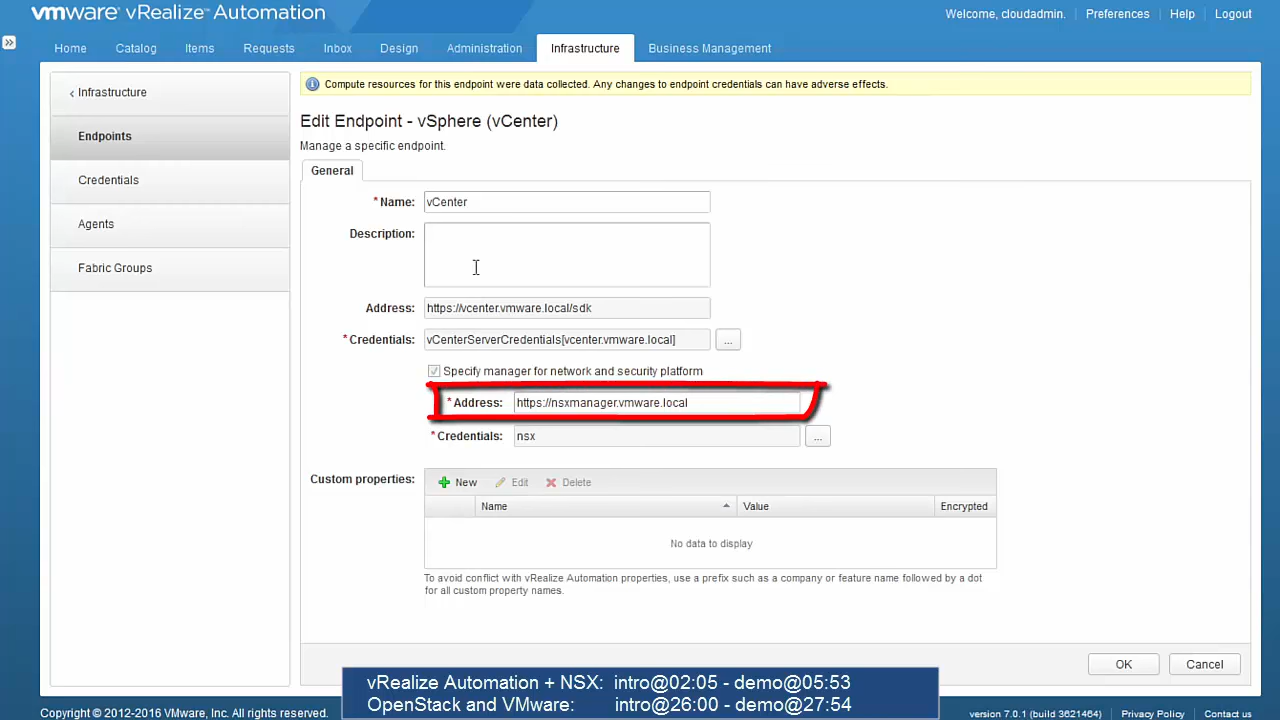 vmware® vRealize™ Automation
Welcome, cloudadmin. | Preferences | Help | Logout
Home Catalog Items Requests Inbox Design Administration Infrastructure Business Management
‹ Infrastructure
Endpoints
Credentials
Agents
Fabric Groups
Compute resources for this endpoint were data collected. Any changes to endpoint credentials can have adverse effects.
Edit Endpoint - vSphere (vCenter)
Manage a specific endpoint.
General
* Name: vCenter
Description:
Address: https://vcenter.vmware.local/sdk
* Credentials: vCenterServerCredentials[vcenter.vmware.local] ...
Specify manager for network and security platform
* Address: https://nsxmanager.vmware.local
* Credentials: nsx ...
Custom properties: New Edit Delete
Name Value Encrypted
No data to display
To avoid conflict with vRealize Automation properties, use a prefix such as a company or feature name followed by a dot
for all custom property names.
OK Cancel
vRealize Automation + NSX: intro@02:05 - demo@05:53
OpenStack and VMware: intro@26:00 - demo@27:54
Copyright © 2012-2016 VMware, Inc. All rights reserved.
version 7.0.1 (build 3621464) | Privacy Policy | Contact us